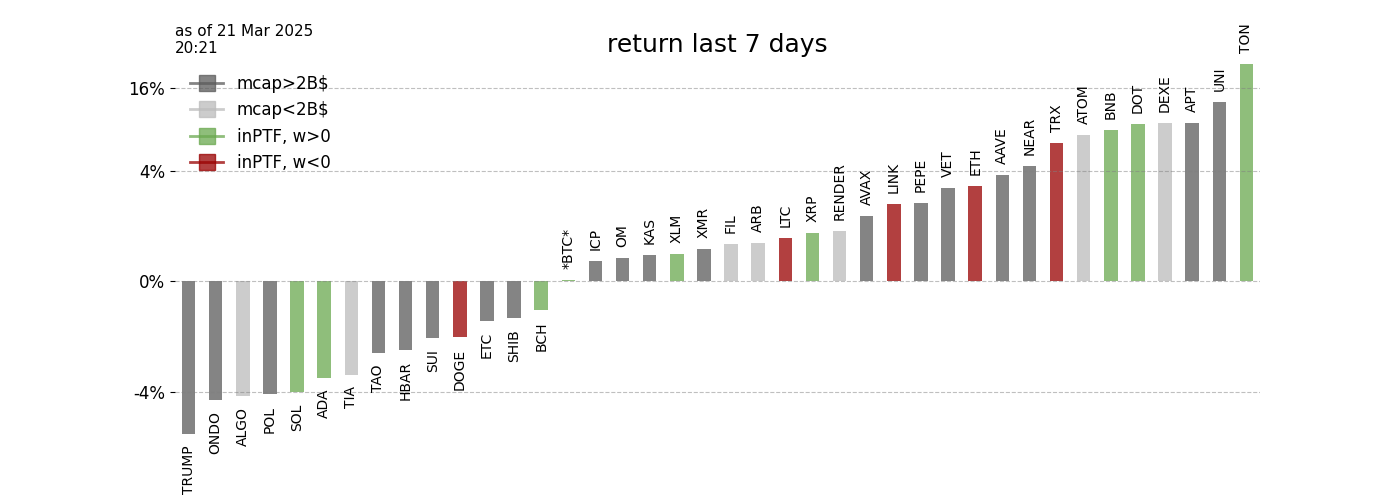 as of 21 Mar 2025
20:21
return last 7 days
mcap>2B$
mcap<2B$
inPTF, w>0
inPTF, w<0
16%
4%
0%
-4%
TRUMP
ONDO
ALGO
POL
SOL
ADA
TIA
TAO
HBAR
SUI
DOGE
ETC
SHIB
BCH
*BTC*
ICP
OM
KAS
XLM
XMR
FIL
ARB
LTC
XRP
RENDER
AVAX
LINK
PEPE
VET
ETH
AAVE
NEAR
TRX
ATOM
BNB
DOT
DEXE
APT
UNI
TON